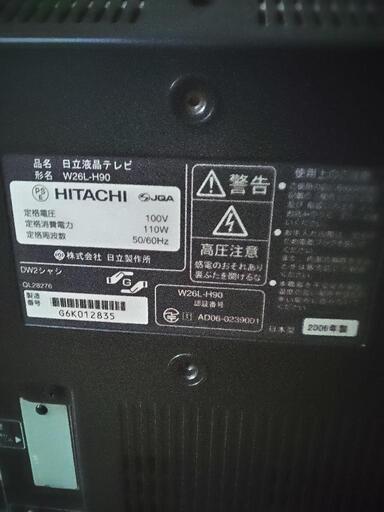 品名 日立液晶テレビ
形名 W26L-H90
PS E
HITACHI JQA
定格電圧 100V
定格消費電力 110W
定格周波数 50/60Hz
株式会社 日立製作所
DW2シャシ
QL28276
G
製造番号
G6K012835
警告
高圧注意
感電のおそれあり
裏ぶたを開けるな
W26L-H90
認証番号
AD06-0239001
使用上の注意
日本製 2006年製